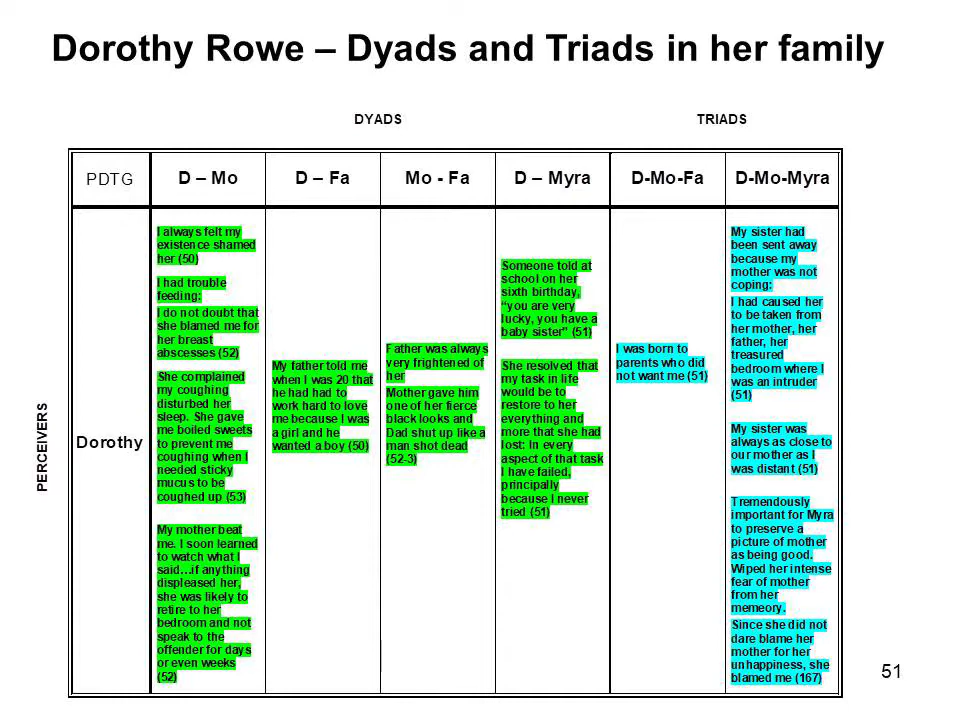 Dorothy Rowe – Dyads and Triads in her family
DYADS
TRIADS
PDTG
D – Mo
D – Fa
Mo - Fa
D – Myra
D-Mo-Fa
D-Mo-Myra
PERCEIVERS
Dorothy
I always felt my
existence shamed
her (50)
I had trouble
feeding:
I do not doubt that
she blamed me for
her breast
abscesses (52)
She complained
my coughing
disturbed her
sleep. She gave
me boiled sweets
to prevent me
coughing when I
needed sticky
mucus to be
coughed up (53)
My mother beat
me. I soon learned
to watch what I
said…if anything
displeased her,
she was likely to
retire to her
bedroom and not
speak to the
offender for days
or even weeks
(52)
My father told me
when I was 20 that
he had had to
work hard to love
me because I was
a girl and he
wanted a boy (50)
Father was always
very frightened of
her
Mother gave him
one of her fierce
black looks and
Dad shut up like a
man shot dead
(52-3)
Someone told at
school on her
sixth birthday,
“you are very
lucky, you have a
baby sister” (51)
She resolved that
my task in life
would be to
restore to her
everything and
more that she had
lost: In every
aspect of that task
I have failed,
principally
because I never
tried (51)
I was born to
parents who did
not want me (51)
My sister had
been sent away
because my
mother was not
coping:
I had caused her
to be taken from
her mother, her
father, her
treasured
bedroom where I
was an intruder
(51)
My sister was
always as close to
our mother as I
was distant (51)
Tremendously
important for Myra
to preserve a
picture of mother
as being good.
Wiped her intense
fear of mother
from her
memeory.
Since she did not
dare blame her
mother for her
unhappiness, she
blamed me (167)
51